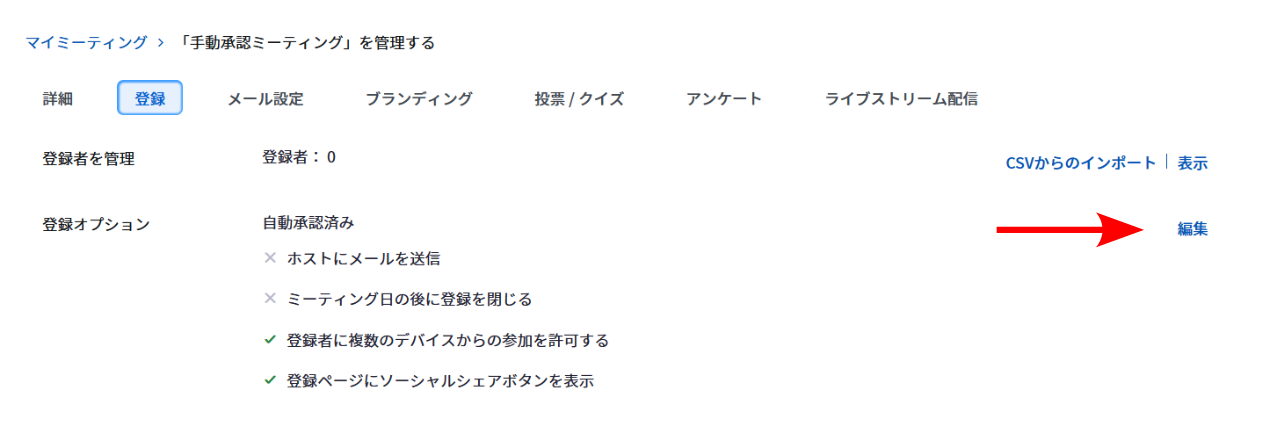 マイミーティング > 「手動承認ミーティング」を管理する
詳細 登録 メール設定 ブランディング 投票 / クイズ アンケート ライブストリーム配信
登録者を管理 登録者： 0 CSVからのインポート | 表示
登録オプション 自動承認済み 編集
ホストにメールを送信
ミーティング日の後に登録を閉じる
登録者に複数のデバイスからの参加を許可する
登録ページにソーシャルシェアボタンを表示